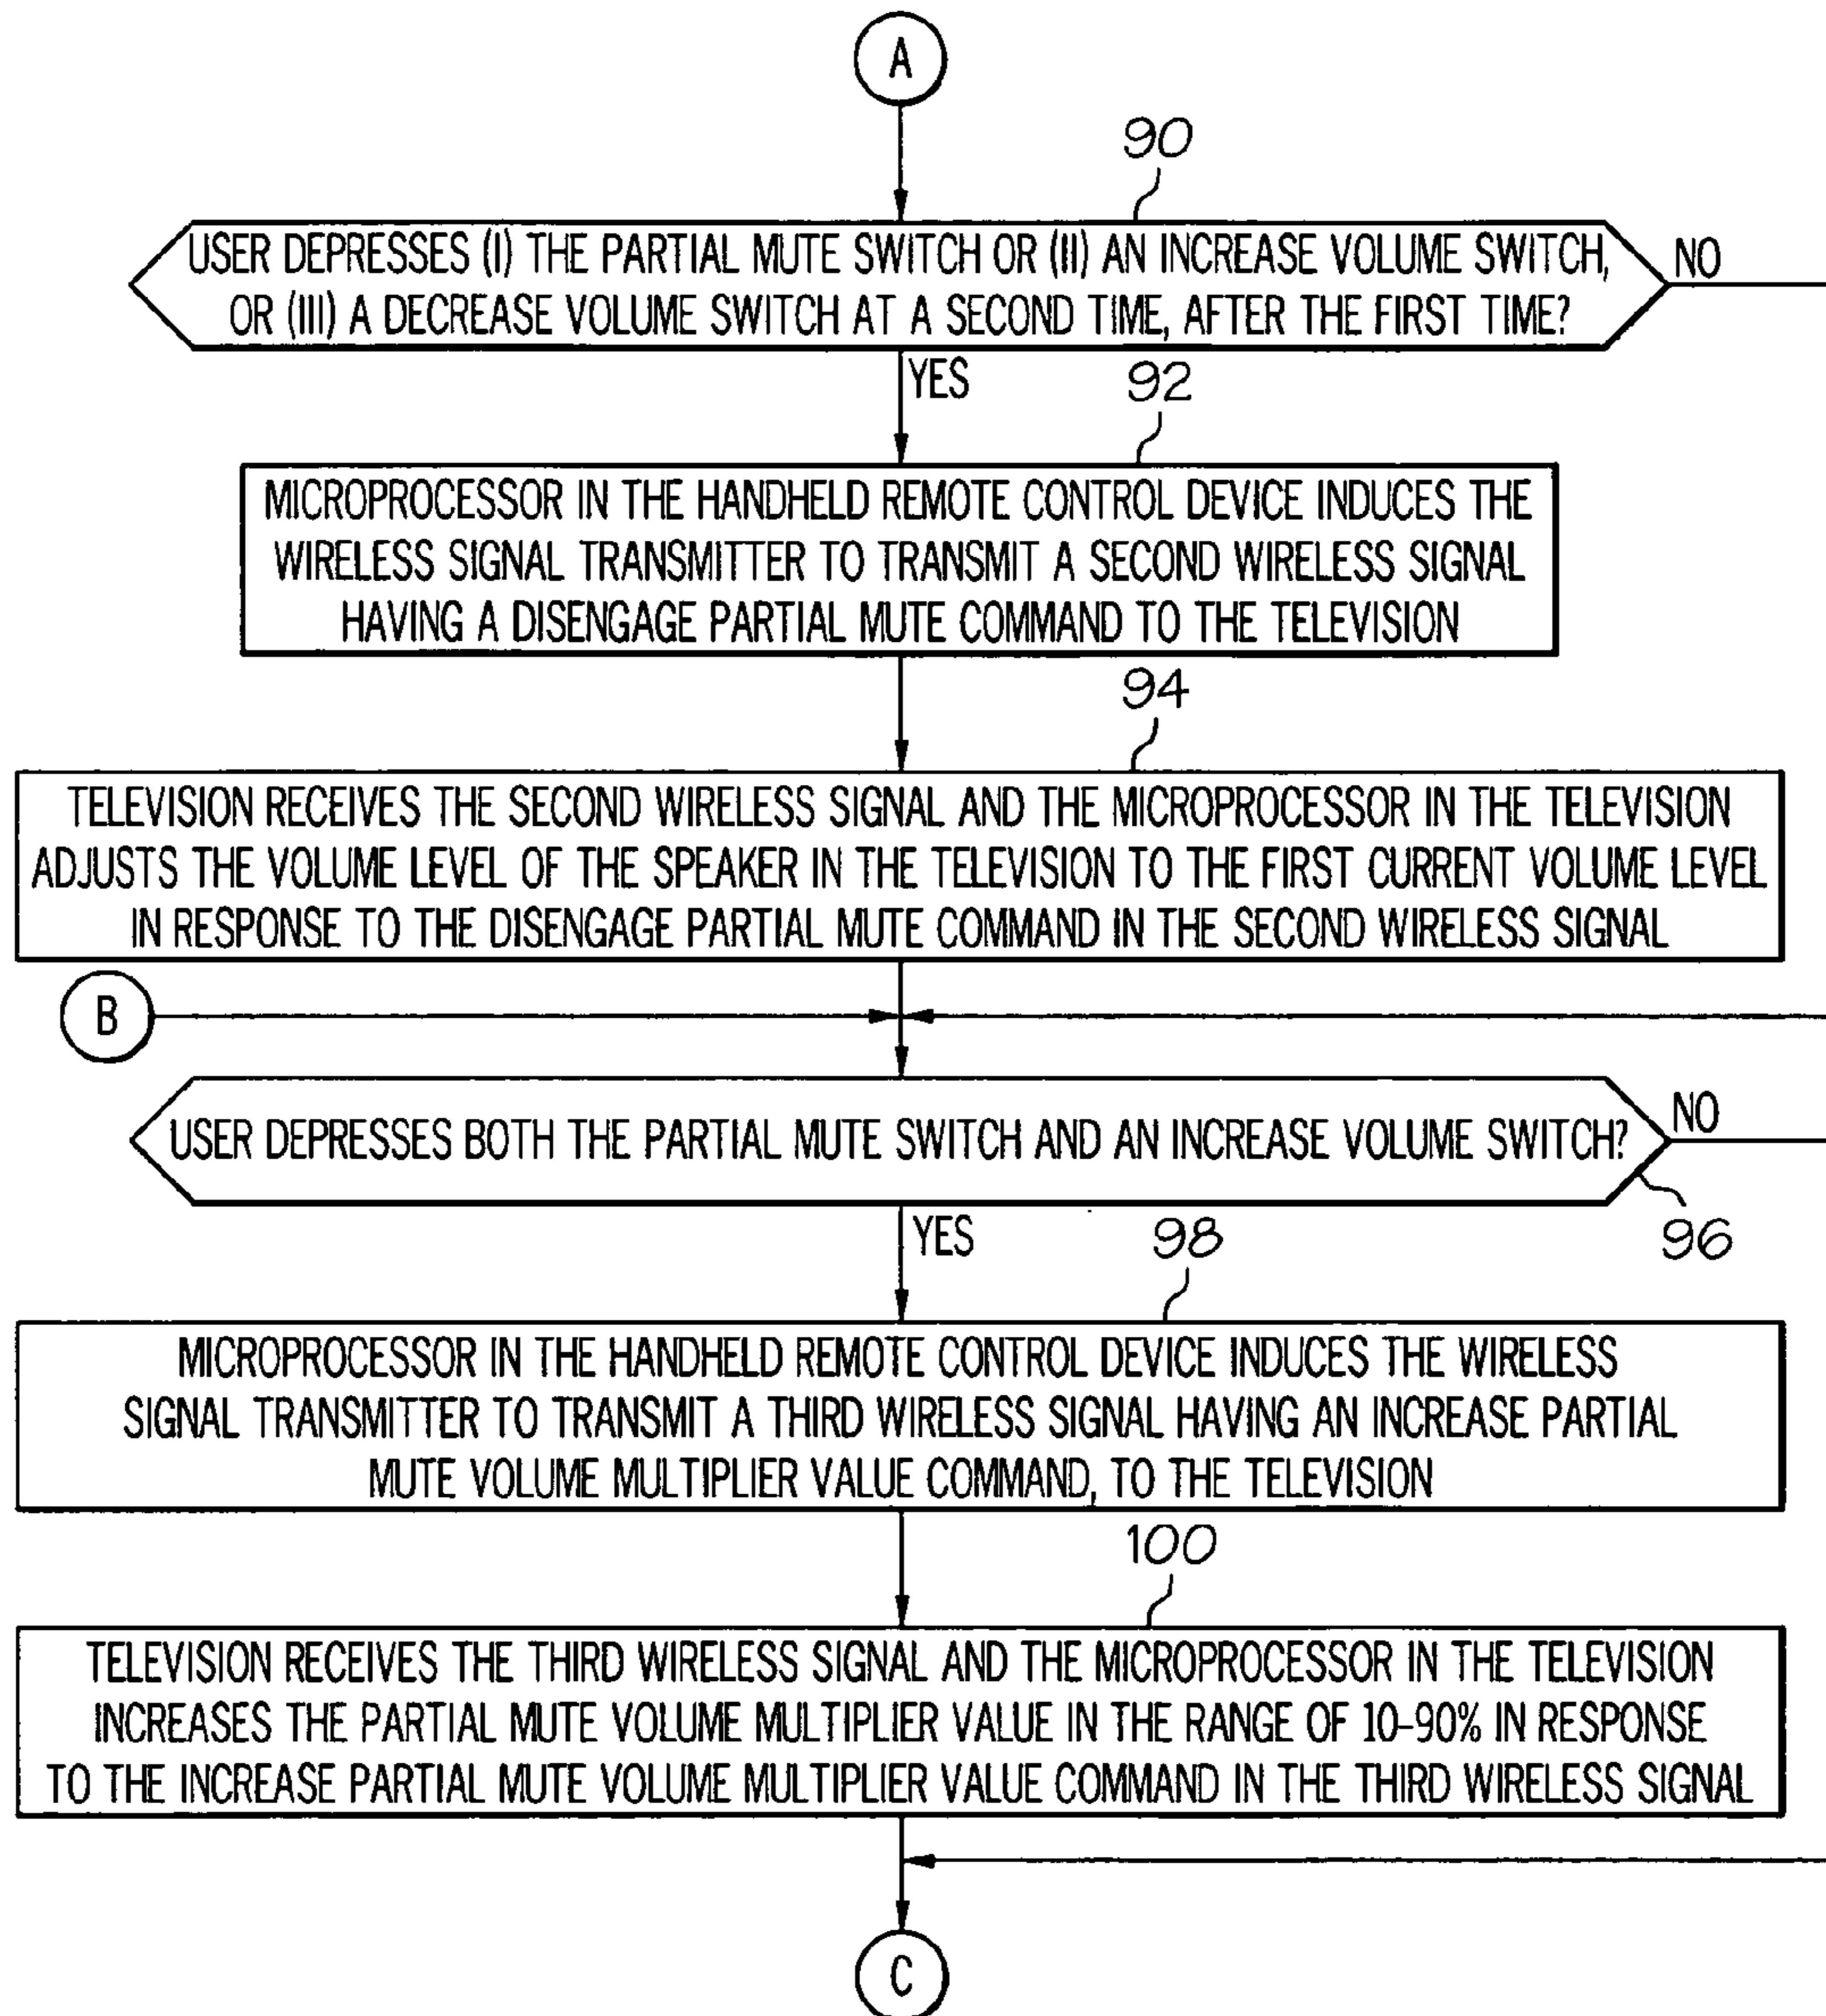 A
90
USER DEPRESSES (I) THE PARTIAL MUTE SWITCH OR (II) AN INCREASE VOLUME SWITCH,
OR (III) A DECREASE VOLUME SWITCH AT A SECOND TIME, AFTER THE FIRST TIME?
NO
YES
92
MICROPROCESSOR IN THE HANDHELD REMOTE CONTROL DEVICE INDUCES THE
WIRELESS SIGNAL TRANSMITTER TO TRANSMIT A SECOND WIRELESS SIGNAL
HAVING A DISENGAGE PARTIAL MUTE COMMAND TO THE TELEVISION
94
TELEVISION RECEIVES THE SECOND WIRELESS SIGNAL AND THE MICROPROCESSOR IN THE TELEVISION
ADJUSTS THE VOLUME LEVEL OF THE SPEAKER IN THE TELEVISION TO THE FIRST CURRENT VOLUME LEVEL
IN RESPONSE TO THE DISENGAGE PARTIAL MUTE COMMAND IN THE SECOND WIRELESS SIGNAL
B
USER DEPRESSES BOTH THE PARTIAL MUTE SWITCH AND AN INCREASE VOLUME SWITCH?
NO
96
YES
98
MICROPROCESSOR IN THE HANDHELD REMOTE CONTROL DEVICE INDUCES THE WIRELESS
SIGNAL TRANSMITTER TO TRANSMIT A THIRD WIRELESS SIGNAL HAVING AN INCREASE PARTIAL
MUTE VOLUME MULTIPLIER VALUE COMMAND, TO THE TELEVISION
100
TELEVISION RECEIVES THE THIRD WIRELESS SIGNAL AND THE MICROPROCESSOR IN THE TELEVISION
INCREASES THE PARTIAL MUTE VOLUME MULTIPLIER VALUE IN THE RANGE OF 10-90% IN RESPONSE
TO THE INCREASE PARTIAL MUTE VOLUME MULTIPLIER VALUE COMMAND IN THE THIRD WIRELESS SIGNAL
C